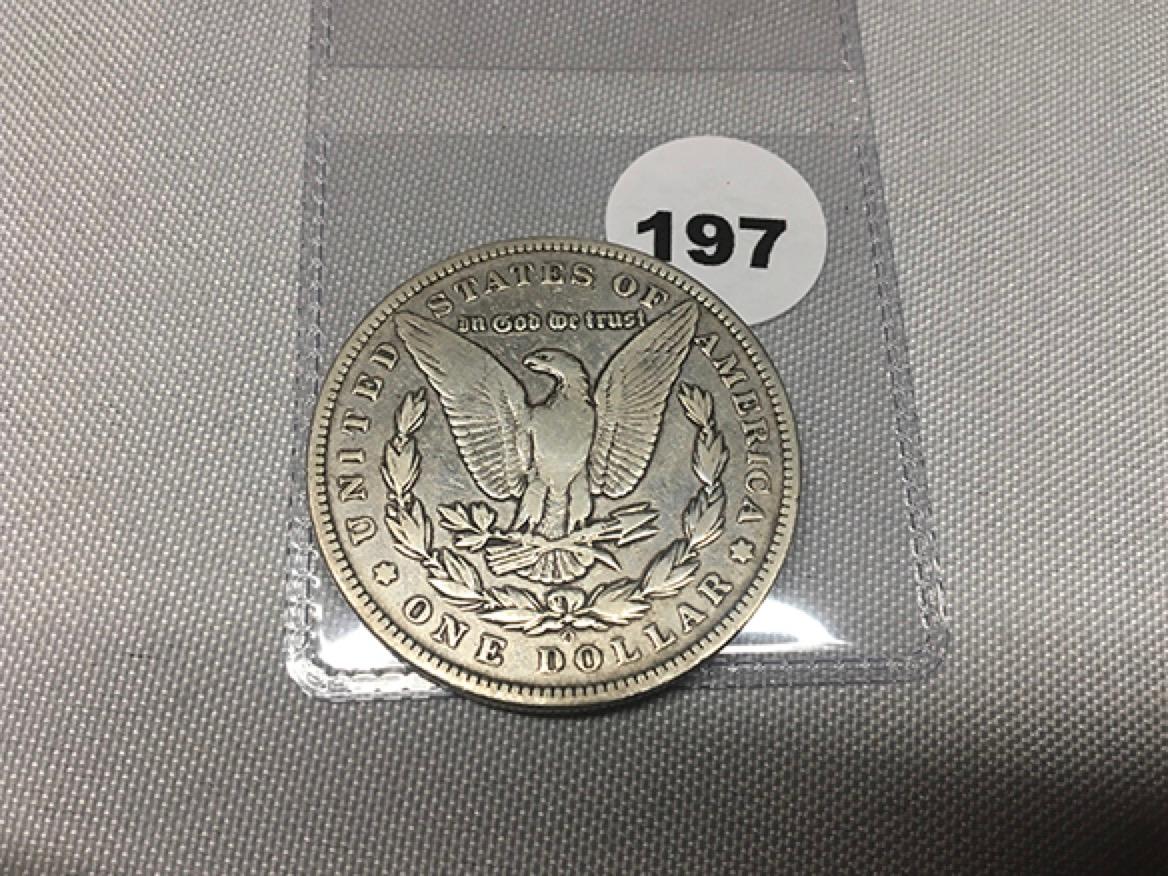 197
UNITED STATES OF AMERICA
In God we trust
ONE DOLLAR